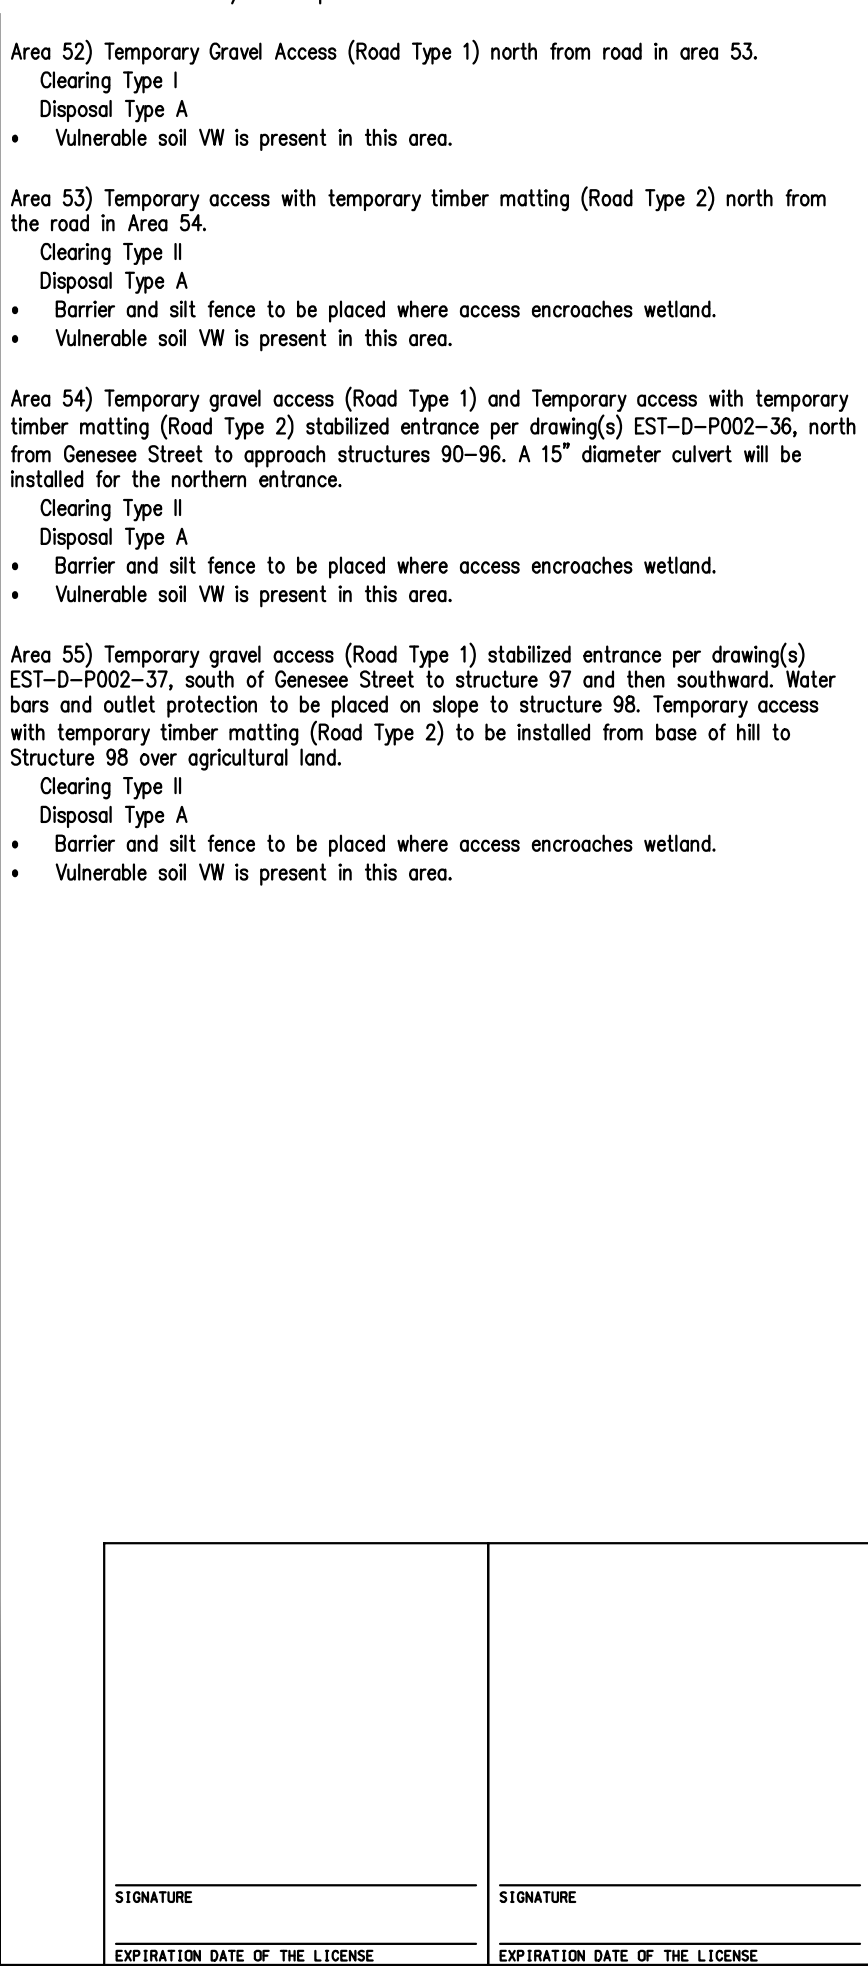 Area 52) Temporary Gravel Access (Road Type 1) north from road in area 53.
Clearing Type I
Disposal Type A
• Vulnerable soil VW is present in this area.
Area 53) Temporary access with temporary timber matting (Road Type 2) north from
the road in Area 54.
Clearing Type II
Disposal Type A
• Barrier and silt fence to be placed where access encroaches wetland.
• Vulnerable soil VW is present in this area.
Area 54) Temporary gravel access (Road Type 1) and Temporary access with temporary
timber matting (Road Type 2) stabilized entrance per drawing(s) EST-D-P002-36, north
from Genesee Street to approach structures 90-96. A 15” diameter culvert will be
installed for the northern entrance.
Clearing Type II
Disposal Type A
• Barrier and silt fence to be placed where access encroaches wetland.
• Vulnerable soil VW is present in this area.
Area 55) Temporary gravel access (Road Type 1) stabilized entrance per drawing(s)
EST-D-P002-37, south of Genesee Street to structure 97 and then southward. Water
bars and outlet protection to be placed on slope to structure 98. Temporary access
with temporary timber matting (Road Type 2) to be installed from base of hill to
Structure 98 over agricultural land.
Clearing Type II
Disposal Type A
• Barrier and silt fence to be placed where access encroaches wetland.
• Vulnerable soil VW is present in this area.
SIGNATURE
SIGNATURE
EXPIRATION DATE OF THE LICENSE
EXPIRATION DATE OF THE LICENSE